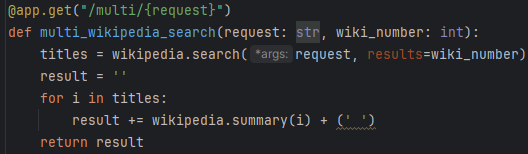 @app.get("/multi/{request}")
def multi_wikipedia_search(request: str, wiki_number: int):
    titles = wikipedia.search( *args: request, results=wiki_number)
    result = ''
    for i in titles:
        result += wikipedia.summary(i) + (' ')
    return result